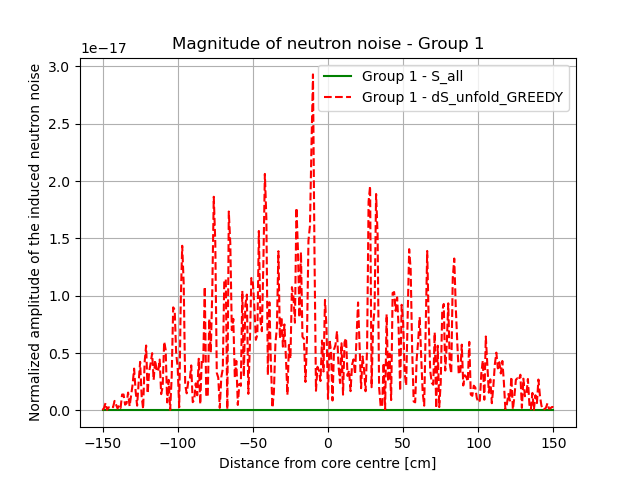 Magnitude of neutron noise - Group 1
1e−17
Normalized amplitude of the induced neutron noise
3.0
2.5
2.0
1.5
1.0
0.5
0.0
Group 1 - S_all
Group 1 - dS_unfold_GREEDY
−150
−100
−50
0
50
100
150
Distance from core centre [cm]